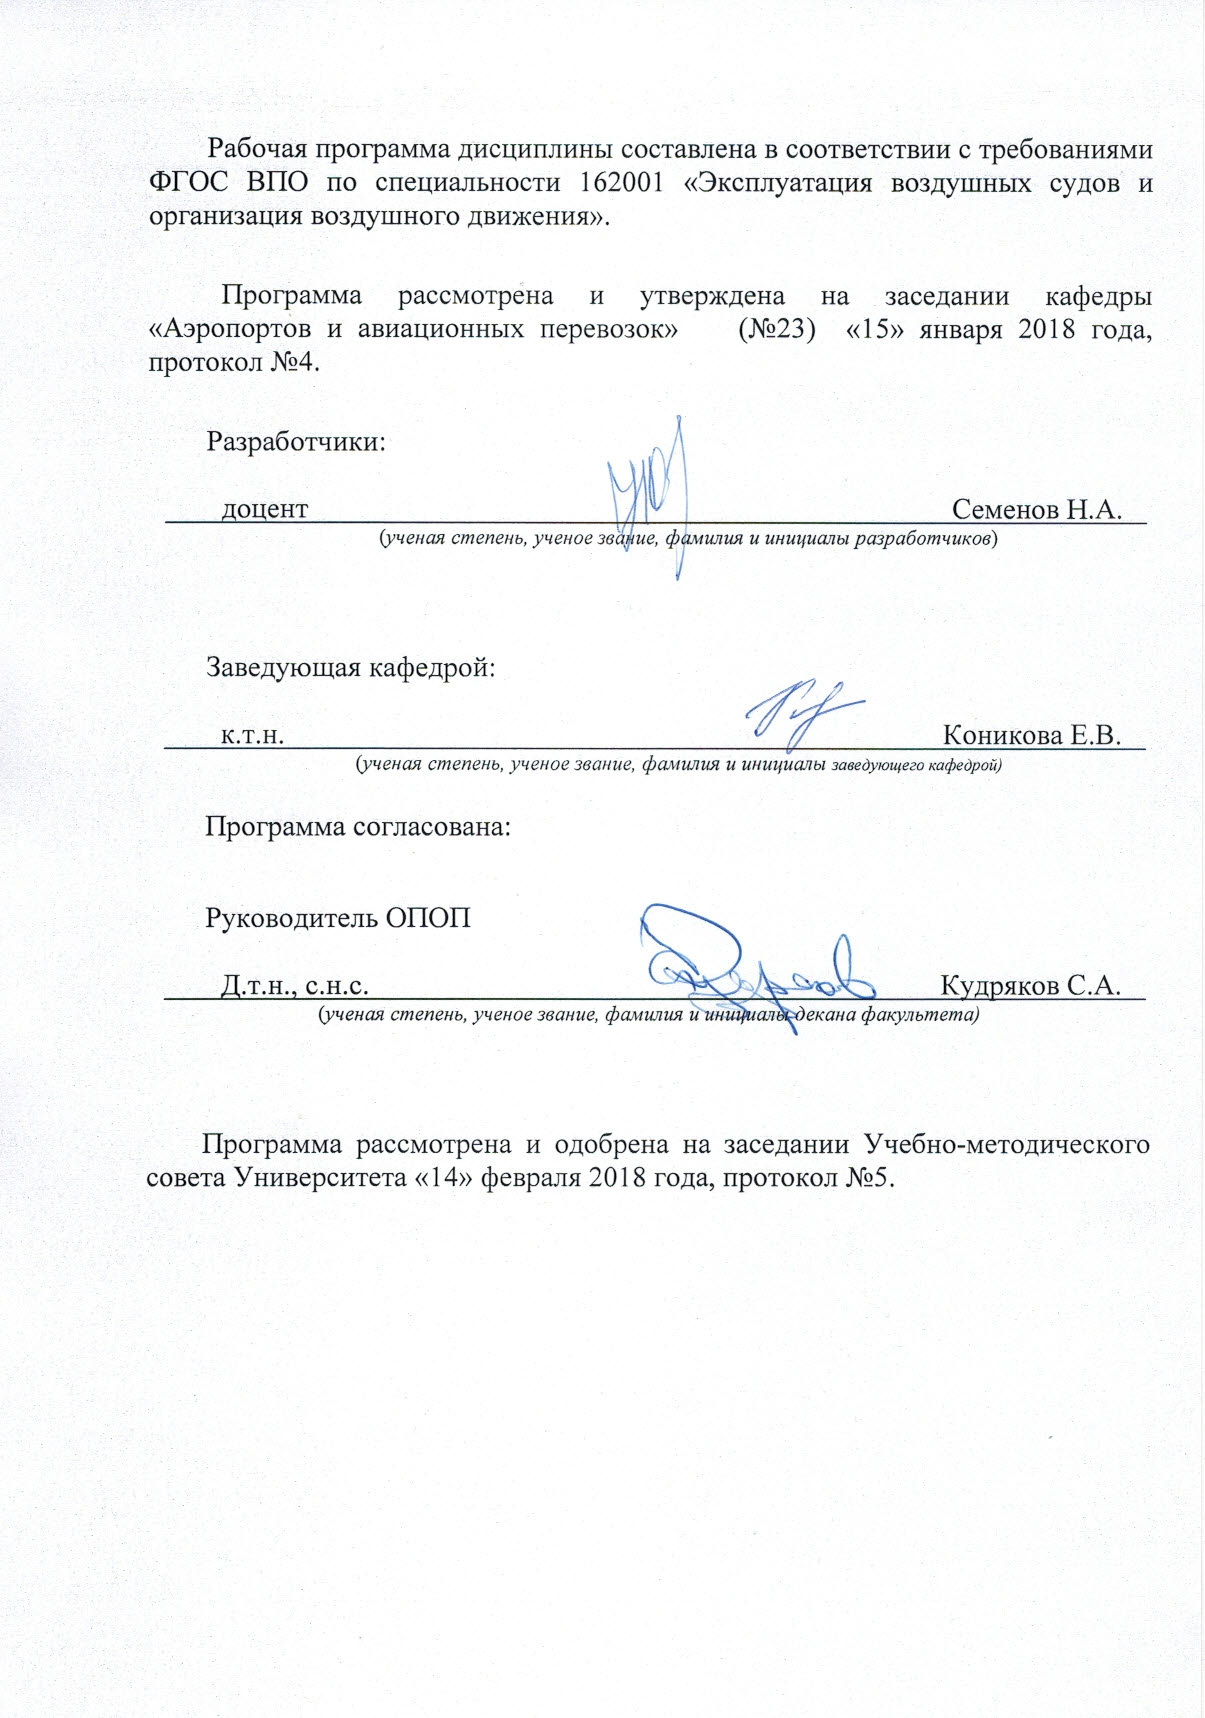 Рабочая программа дисциплины составлена в соответствии с требованиями
ФГОС ВПО по специальности 162001 «Эксплуатация воздушных судов и
организация воздушного движения».
Программа рассмотрена и утверждена на заседании кафедры
«Аэропортов и авиационных перевозок» (№23) «15» января 2018 года,
протокол №4.
Разработчики:
доцент Семенов Н.А.
(ученая степень, ученое звание, фамилия и инициалы разработчиков)
Заведующая кафедрой:
к.т.н. Коникова Е.В.
(ученая степень, ученое звание, фамилия и инициалы заведующего кафедрой)
Программа согласована:
Руководитель ОПОП
Д.т.н., с.н.с. Кудряков С.А.
(ученая степень, ученое звание, фамилия и инициалы декана факультета)
Программа рассмотрена и одобрена на заседании Учебно-методического
совета Университета «14» февраля 2018 года, протокол №5.